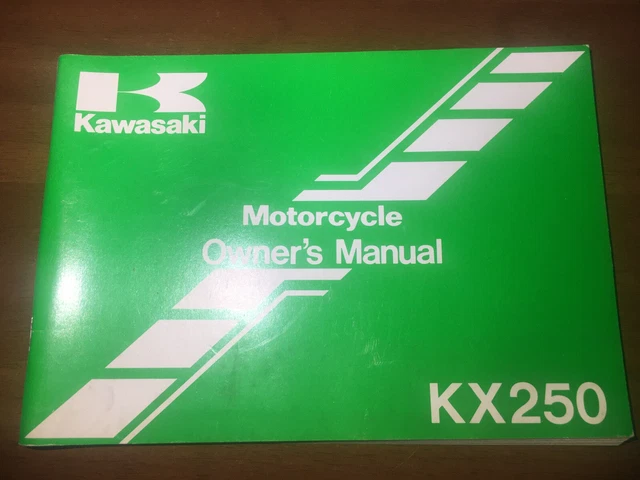 Kawasaki
Motorcycle
Owner's Manual
KX250